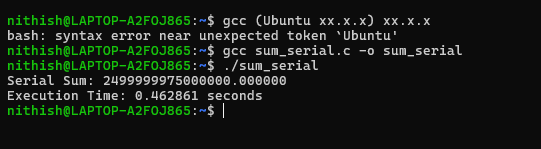 nithish@LAPTOP-A2FOJ865:~$ gcc (Ubuntu xx.x.x) xx.x.x
bash: syntax error near unexpected token `Ubuntu'
nithish@LAPTOP-A2FOJ865:~$ gcc sum_serial.c -o sum_serial
nithish@LAPTOP-A2FOJ865:~$ ./sum_serial
Serial Sum: 2499999975000000.000000
Execution Time: 0.462861 seconds
nithish@LAPTOP-A2FOJ865:~$